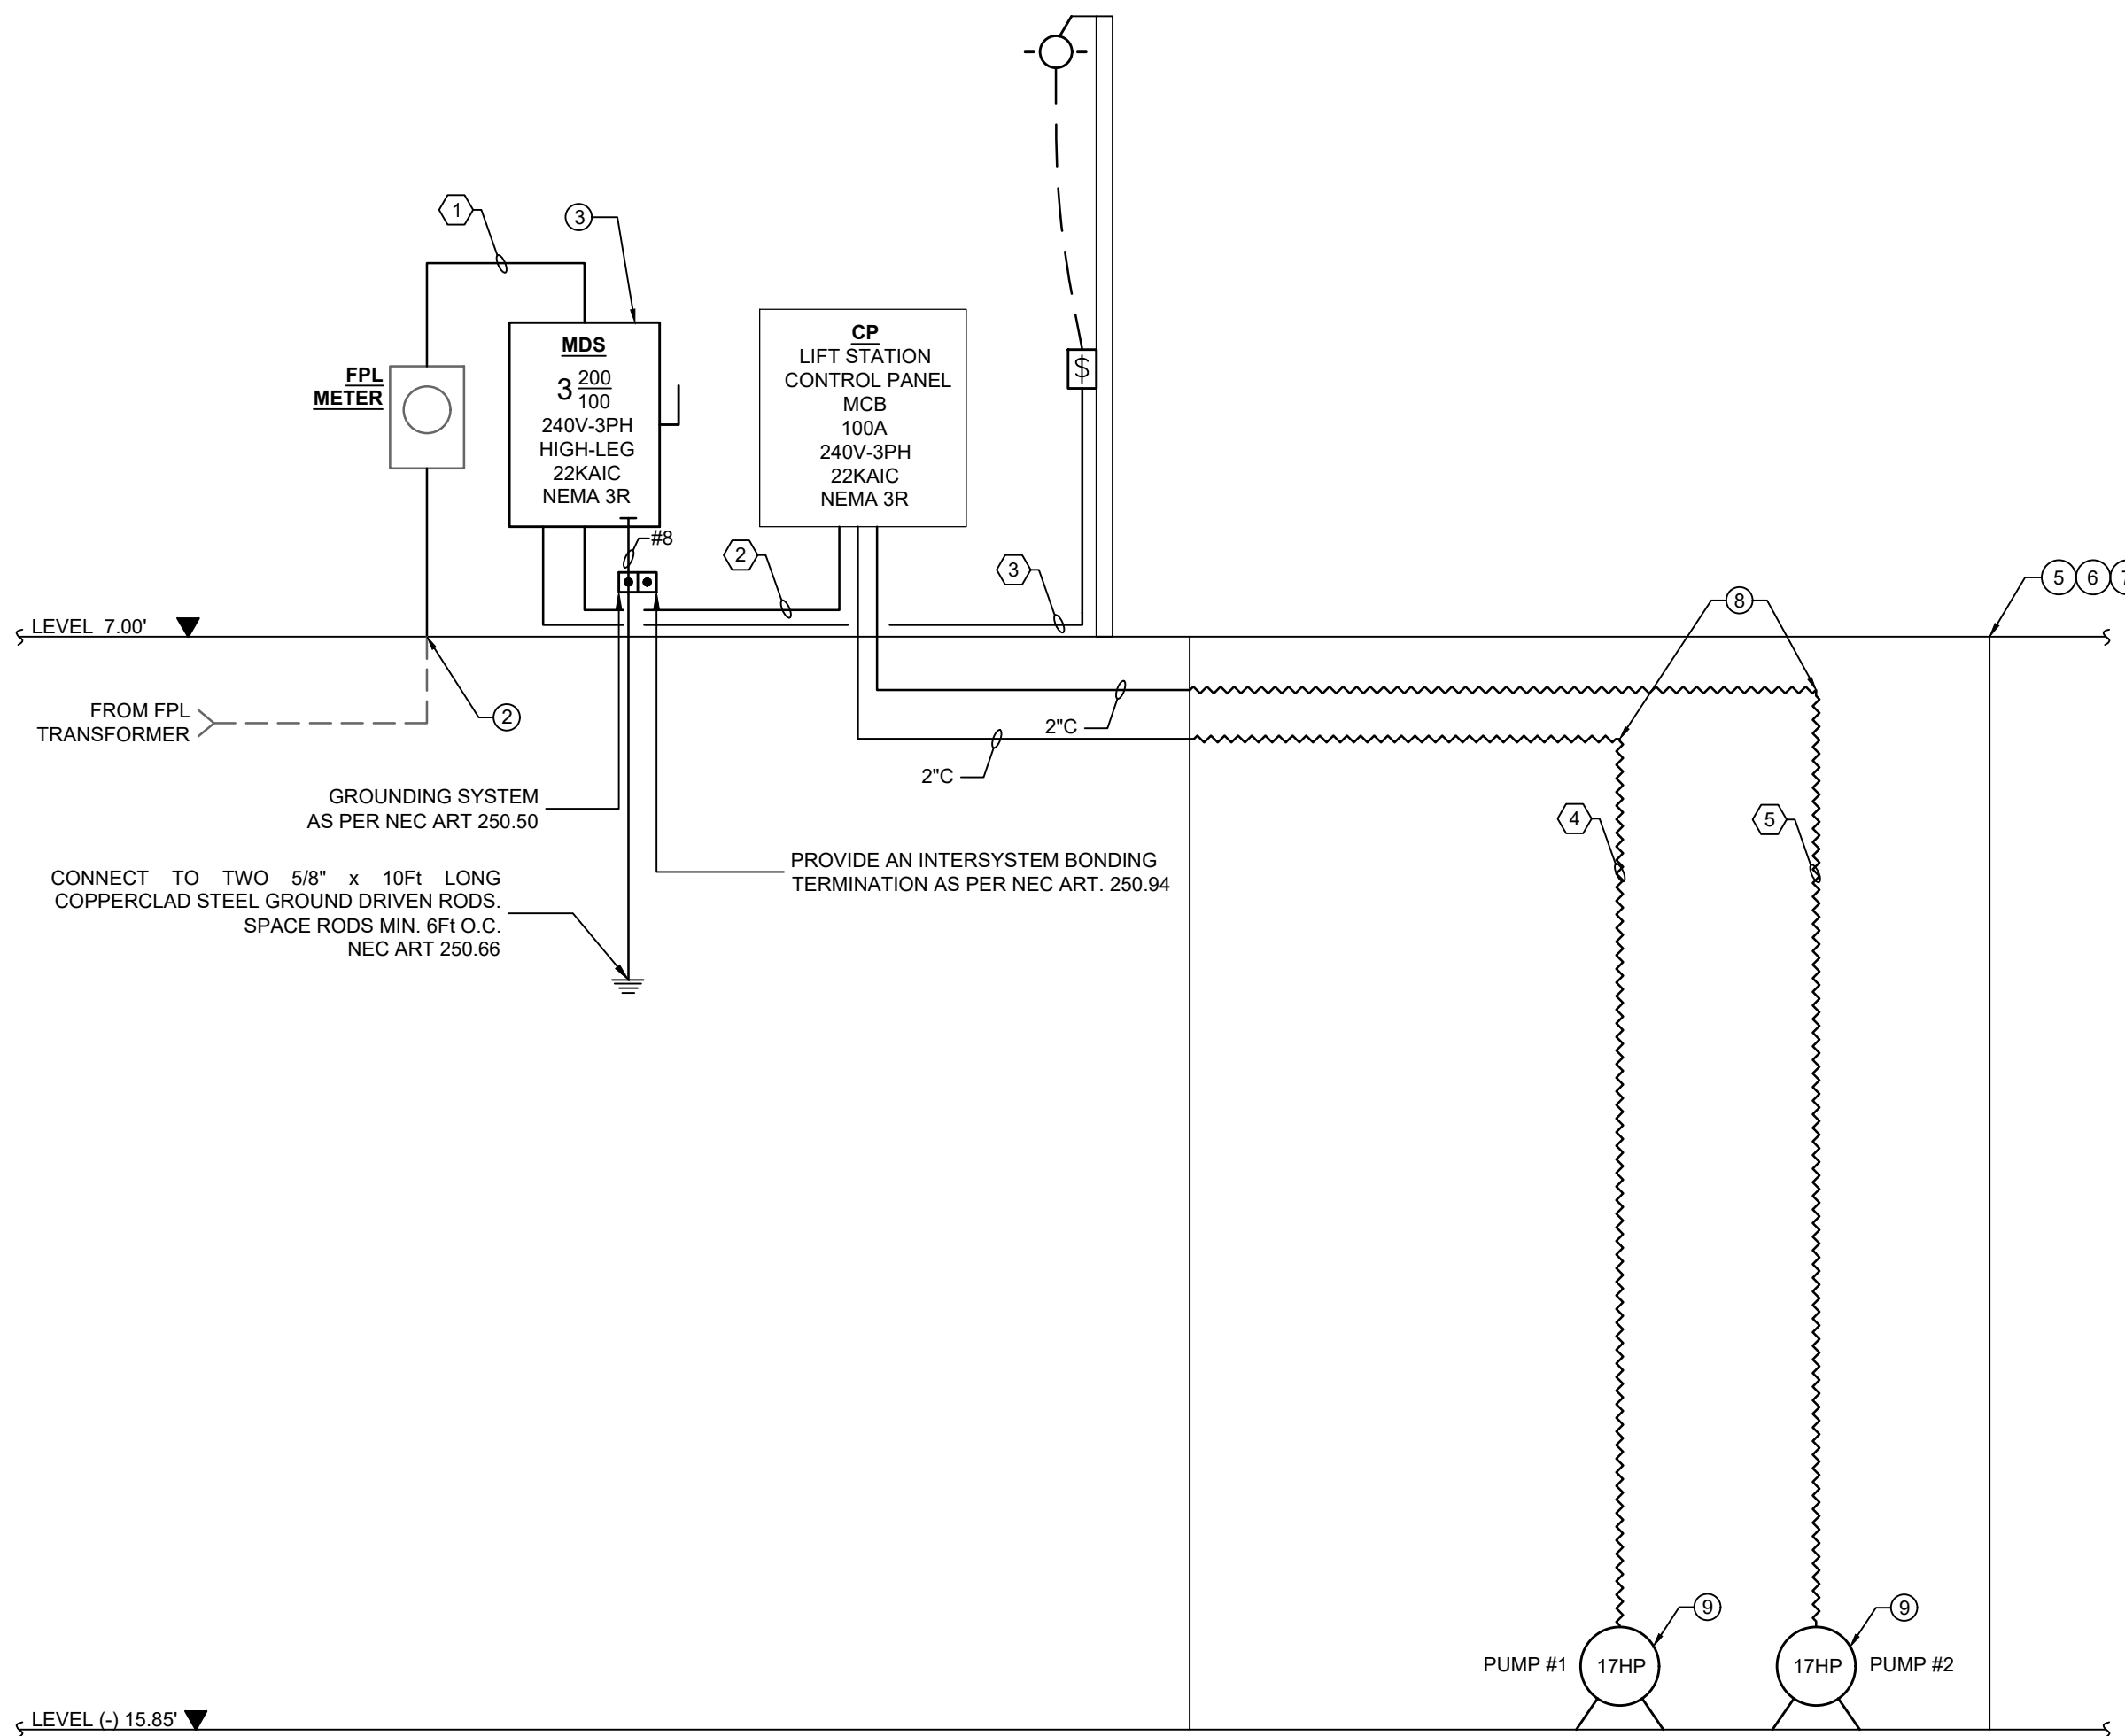 1
3
FPL
METER
MDS
3 200
100
240V-3PH
HIGH-LEG
22KAIC
NEMA 3R
CP
LIFT STATION
CONTROL PANEL
MCB
100A
240V-3PH
22KAIC
NEMA 3R
$
#8
2
3
5 6 7
8
LEVEL 7.00'
FROM FPL
TRANSFORMER
2
2"C
2"C
GROUNDING SYSTEM
AS PER NEC ART 250.50
4
5
CONNECT TO TWO 5/8" x 10Ft LONG
COPPERCLAD STEEL GROUND DRIVEN RODS.
SPACE RODS MIN. 6Ft O.C.
NEC ART 250.66
PROVIDE AN INTERSYSTEM BONDING
TERMINATION AS PER NEC ART. 250.94
9
9
PUMP #1
17HP
17HP
PUMP #2
LEVEL (-) 15.85'